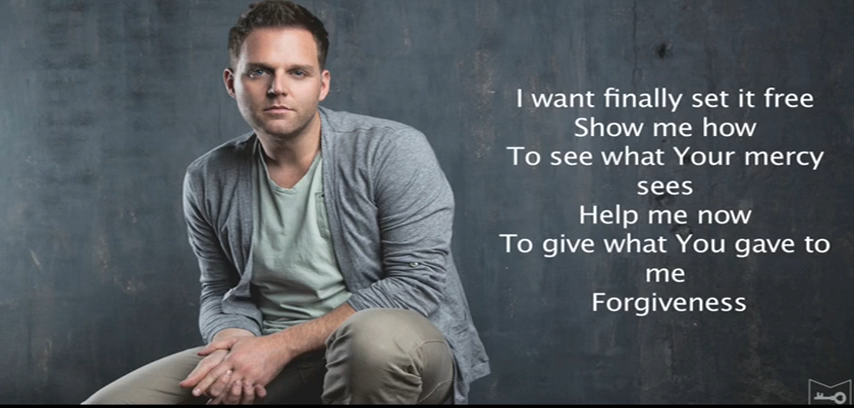 I want finally set it free
Show me how
To see what Your mercy
sees
Help me now
To give what You gave to
me
Forgiveness